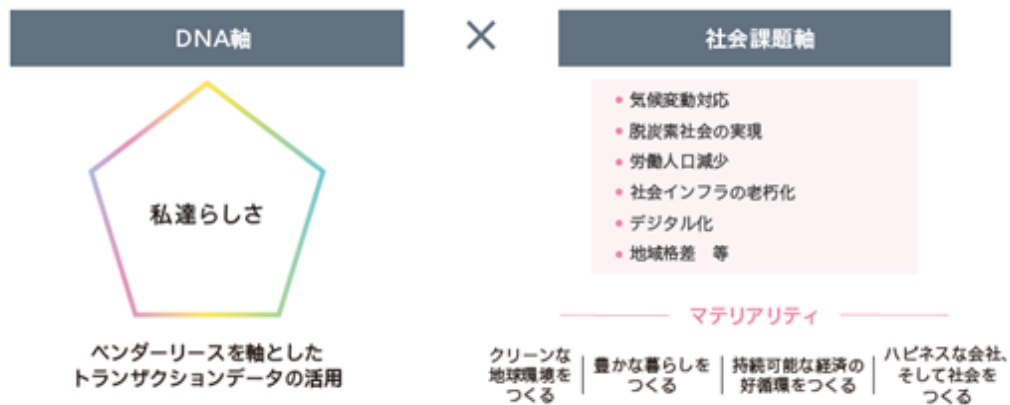 DNA軸
×
社会課題軸
私達らしさ
ベンダーリースを軸とした
トランザクションデータの活用
• 気候変動対応
• 脱炭素社会の実現
• 労働人口減少
• 社会インフラの老朽化
• デジタル化
• 地域格差　等
マテリアリティ
クリーンな
地球環境を
つくる
豊かな暮らしを
つくる
持続可能な経済の
好循環をつくる
ハピネスな会社、
そして社会を
つくる